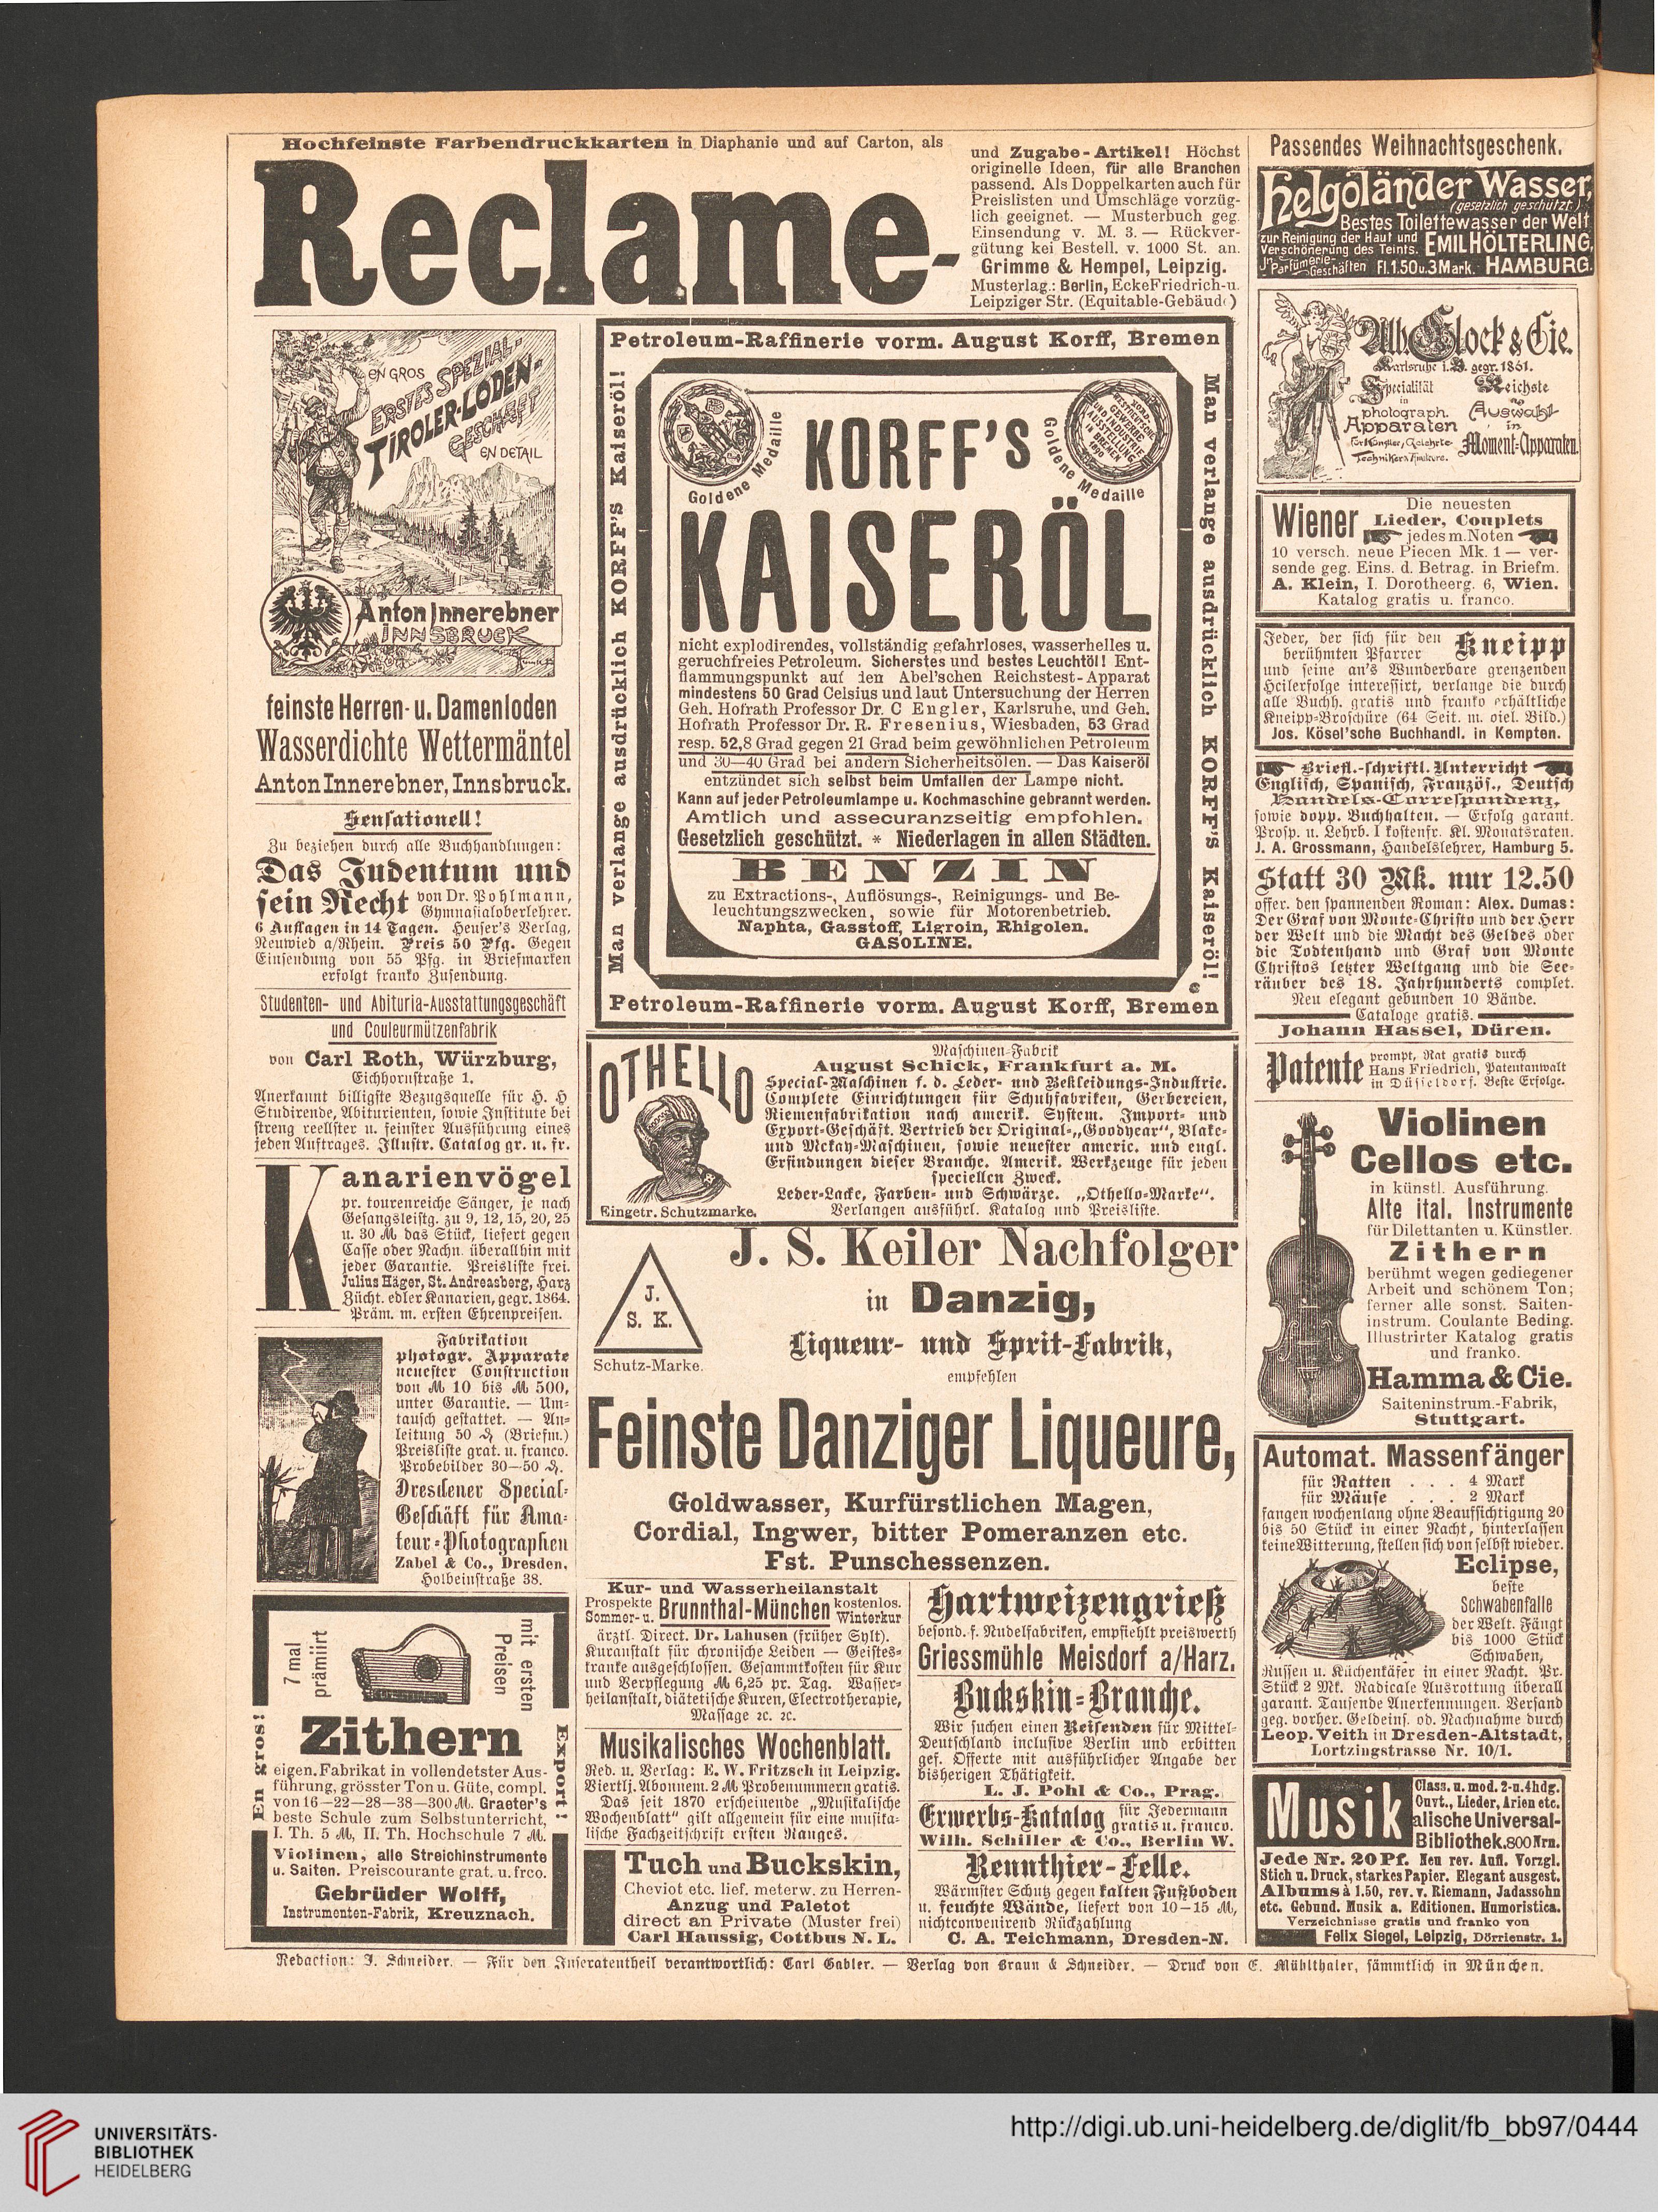 Hochfeinste Farbendruckkarten in Diaphanie und auf Carton, als
Reclame-
und Zugabe-Artikel! Höchst
originelle Ideen, für alle Branchen
passend. Als Doppelkarten auch für
Preislisten und Umschläge vorzüg-
lich geeignet. — Musterbuch geg.
Einsendung v. M. 3. — Rückver-
gütung kei Bestell. v. 1000 St. an.
Grimme & Hempel, Leipzig.
Musterlag.: Berlin, Ecke Friedrich-u.
Leipziger Str. (Equitable-Gebäude)
EN GROS
ERSTES SPEZIAL-
TIROLER-LODEN-
GESCHÄFT
EN DETAIL
Anton Innerebner
INNSBRUCK
feinste Herren- u. Damenloden
Wasserdichte Wettermäntel
Anton Innerebner, Innsbruck.
Sensationell!
Zu beziehen durch alle Buchhandlungen:
Das Judentum und
sein Recht von Dr. Pohlmann,
Gymnasialoberlehrer.
6 Auflagen in 14 Tagen. Heuser's Verlag,
Neuwied a/Rhein. Preis 50 Pfg. Gegen
Einsendung von 55 Pfg. in Briefmarken
erfolgt franko Zusendung.
Studenten- und Abituria-Ausstattungsgeschäft
und Couleurmützenfabrik
von Carl Roth, Würzburg,
Eichhornstraße 1.
Anerkannt billigste Bezugsquelle für H. H
Studirende, Abiturienten, sowie Institute bei
streng reellster u. feinster Ausführung eines
jeden Auftrages. Illustr. Catalog gr. u. fr.
Kanarienvögel
pr. tourenreiche Sänger, je nach
Gesangsleistg. zu 9, 12, 15, 20, 25
u. 30 M das Stück, liefert gegen
Casse oder Nachn. überallhin mit
jeder Garantie. Preisliste frei.
Julius Häger, St. Andreasberg, Harz
Zücht. edler Kanarien, gegr. 1864.
Präm. m. ersten Ehrenpreisen.
Fabrikation
photogr. Apparate
neuester Construction
von M 10 bis M 500,
unter Garantie. — Um-
tausch gestattet. — An-
leitung 50 ₰ (Briefm.)
Preisliste grat. u. franco.
Probebilder 30—50 ₰.
Dresdener Special-
Geschäft für Ama-
teur-Photographen
Zabel & Co., Dresden,
Holbeinstraße 38.
7 mal
prämiirt
mit ersten
Preisen
En gros!
Export!
Zithern
eigen. Fabrikat in vollendetster Aus-
führung, grösster Ton u. Güte, compl.
von 16—22—28—38—300 M. Graeter's
beste Schule zum Selbstunterricht,
I. Th. 5 M, II. Th. Hochschule 7 M.
Violinen, alle Streichinstrumente
u. Saiten. Preiscourante grat. u. frco.
Gebrüder Wolff,
Instrumenten-Fabrik, Kreuznach.
Petroleum-Raffinerie vorm. August Korff, Bremen
Man verlange ausdrücklich KORFF'S Kaiseröl!
Goldene Medaille
KORFF'S
Goldene Medaille
NORD-
WESTDEUTSCHE
GEWERBE
UND INDUSTRIE
AUSSTELLUNG
IN BREMEN
1890
KAISERÖL
nicht explodirendes, vollständig gefahrloses, wasserhelles u.
geruchfreies Petroleum. Sicherstes und bestes Leuchtöl! Ent-
flammungspunkt auf den Abel'schen Reichstest-Apparat
mindestens 50 Grad Celsius und laut Untersuchung der Herren
Geh. Hofrath Professor Dr. C Engler, Karlsruhe, und Geh.
Hofrath Professor Dr. R. Fresenius, Wiesbaden, 53 Grad
resp. 52,8 Grad gegen 21 Grad beim gewöhnlichen Petroleum
und 30—40 Grad bei andern Sicherheitsölen. — Das Kaiseröl
entzündet sich selbst beim Umfallen der Lampe nicht.
Kann auf jeder Petroleumlampe u. Kochmaschine gebrannt werden.
Amtlich und assecuranzseitig empfohlen.
Gesetzlich geschützt. * Niederlagen in allen Städten.
BENZIN
zu Extractions-, Auflösungs-, Reinigungs- und Be-
leuchtungszwecken, sowie für Motorenbetrieb.
Naphta, Gasstoff, Ligroin, Rhigolen.
GASOLINE.
Man verlange ausdrücklich KORFF'S Kaiseröl!
Petroleum-Raffinerie vorm. August Korff, Bremen
OTHELLO
Eingetr. Schutzmarke.
Maschinen-Fabrik
August Schick, Frankfurt a. M.
Special-Maschinen f. d. Leder- und Bekleidungs-Industrie.
Complete Einrichtungen für Schuhfabriken, Gerbereien,
Riemenfabrikation nach amerik. System. Import- und
Export-Geschäft. Vertrieb der Original-„Goodyear“, Blake-
und Mckay-Maschinen, sowie neuester americ. und engl.
Erfindungen dieser Branche. Amerik. Werkzeuge für jeden
speciellen Zweck.
Leder-Lacke, Farben- und Schwärze. „Othello-Marke“.
Verlangen ausführl. Katalog und Preisliste.
J.
S. K.
Schutz-Marke.
J. S. Keiler Nachfolger
in Danzig,
Liqueur- und Sprit-Fabrik,
empfehlen
Feinste Danziger Liqueure,
Goldwasser, Kurfürstlichen Magen,
Cordial, Ingwer, bitter Pomeranzen etc.
Fst. Punschessenzen.
Kur- und Wasserheilanstalt
Prospekte Brunnthal-München kostenlos.
Sommer- u. Winterkur
ärztl. Direct. Dr. Lahusen (früher Sylt).
Kuranstalt für chronische Leiden — Geistes-
kranke ausgeschlossen. Gesammtkosten für Kur
und Verpflegung M 6,25 pr. Tag. Wasser-
heilanstalt, diätetische Kuren, Electrotherapie,
Massage ꝛc. ꝛc.
Musikalisches Wochenblatt.
Red. u. Verlag: E. W. Fritzsch in Leipzig.
Viertlj. Abonnem. 2 M Probenummern gratis.
Das seit 1870 erscheinende „Musikalische
Wochenblatt“ gilt allgemein für eine musika-
lische Fachzeitschrift ersten Ranges.
Tuch und Buckskin,
Cheviot etc. lief. meterw. zu Herren-
Anzug und Paletot
direct an Private (Muster frei)
Carl Haussig, Cottbus N. L.
Hartweizengrieß
besond. f. Nudelfabriken, empfiehlt preiswerth
Griessmühle Meisdorf a/Harz.
Buckskin-Branche.
Wir suchen einen Reisenden für Mittel-
Deutschland inclusive Berlin und erbitten
gef. Offerte mit ausführlicher Angabe der
bisherigen Thätigkeit.
L. J. Pohl & Co., Prag.
Erwerbs-Katalog für Jedermann
gratis u. franco.
Wilh. Schiller & Co., Berlin W.
Rennthier-Felle.
Wärmster Schutz gegen kalten Fußboden
u. feuchte Wände, liefert von 10—15 M,
nichtconvenirend Rückzahlung
C. A. Teichmann, Dresden-N.
Passendes Weihnachtsgeschenk.
Helgoländer Wasser,
(gesetzlich geschützt.)
Bestes Toilettewasser der Welt
zur Reinigung der Haut und
Verschönerung des Teints.
EMIL HÖLTERLING,
Jn Parfümerie-Geschäften Fl. 1.50 u. 3 Mark. HAMBURG.
Alb. Glock & Cie.
Karlsruhe i. B. gegr. 1861.
Specialität
in
photograph.
Apparaten
für Künstler, Gelehrte
Techniker u. Amateure.
Reichste
Auswahl
in
Moment-Apparaten.
Wiener
Die neuesten
Lieder, Couplets
jedes m. Noten
10 versch. neue Piecen Mk. 1 — ver-
sende geg. Eins. d. Betrag. in Briefm.
A. Klein, I. Dorotheerg. 6, Wien.
Katalog gratis u. franco.
Jeder, der sich für den
berühmten Pfarrer Kneipp
und seine an's Wunderbare grenzenden
Heilerfolge interessirt, verlange die durch
alle Buchh. gratis und franko erhältliche
Kneipp-Broschüre (64 Seit. m. viel. Bild.)
Jos. Kösel'sche Buchhandl. in Kempten.
Briefl.-schriftl. Unterricht
Englisch, Spanisch, Französ., Deutsch
Handels-Correspondenz,
sowie dopp. Buchhalten. — Erfolg garant.
Prosp. u. Lehrb. I kostenfr. Kl. Monatsraten.
J. A. Grossmann, Handelslehrer, Hamburg 5.
Statt 30 Mk. nur 12.50
offer. den spannenden Roman: Alex. Dumas:
Der Graf von Monte-Christo und der Herr
der Welt und die Macht des Geldes oder
die Todtenhand und Graf von Monte
Christos letzter Weltgang und die See-
räuber des 18. Jahrhunderts complet.
Neu elegant gebunden 10 Bände.
Cataloge gratis.
Johann Hassel, Düren.
Patente prompt, Rat gratis durch
Hans Friedrich, Patentanwalt
in Düsseldorf. Beste Erfolge.
Violinen
Cellos etc.
in künstl. Ausführung.
Alte ital. Instrumente
für Dilettanten u. Künstler.
Zithern
berühmt wegen gediegener
Arbeit und schönem Ton;
ferner alle sonst. Saiten-
instrum. Coulante Beding.
Illustrirter Katalog gratis
und franko.
Hamma & Cie.
Saiteninstrum.-Fabrik,
Stuttgart.
Automat. Massenfänger
für Ratten . . . 4 Mark
für Mäuse . . . 2 Mark
fangen wochenlang ohne Beaufsichtigung 20
bis 50 Stück in einer Nacht, hinterlassen
keine Witterung, stellen sich von selbst wieder.
Eclipse,
beste
Schwabenfalle
der Welt. Fängt
bis 1000 Stück
Schwaben,
Russen u. Küchenkäfer in einer Nacht. Pr.
Stück 2 Mk. Radicale Ausrottung überall
garant. Tausende Anerkennungen. Versand
geg. vorher. Geldeins. od. Nachnahme durch
Leop. Veith in Dresden-Altstadt,
Lortzingstrasse Nr. 10/1.
Musik
Class. u. mod. 2- u. 4hdg.
Ouvt., Lieder, Arien etc.
alische Universal-
Bibliothek. 800 Nrn.
Jede Nr. 20 Pf. Neu rev. Aufl. Vorzgl.
Stich u. Druck, starkes Papier. Elegant ausgest.
Albums à 1.50, rev. v. Riemann, Jadassohn
etc. Gebund. Musik a. Editionen. Humoristica.
Verzeichnisse gratis und franko von
Felix Siegel, Leipzig, Dörrienstr. 1.
Redaction: J. Schneider. — Für den Inseratentheil verantwortlich: Carl Gabler. — Verlag von Braun & Schneider. — Druck von E. Mühlthaler, sämmtlich in München.
UNIVERSITÄTS-
BIBLIOTHEK
HEIDELBERG
http://digi.ub.uni-heidelberg.de/diglit/fb_bb97/0444